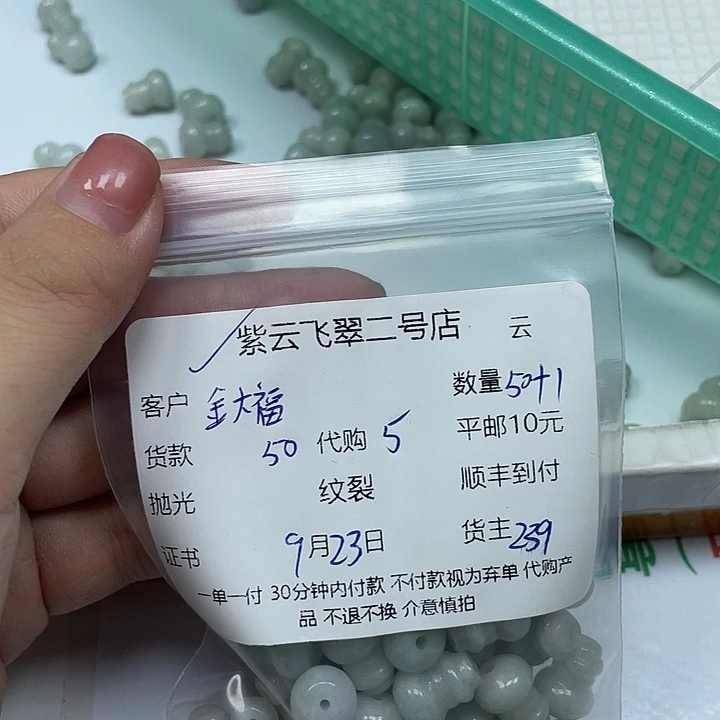 紫云飞翠二号店 云
客户 金大福 数量 50+1
货款 50 代购 5 平邮10元
抛光 纹裂 顺丰到付
证书 9月23日 货主 239
一单一付 30分钟内付款 不付款视为弃单 代购产
品 不退不换 介意慎拍